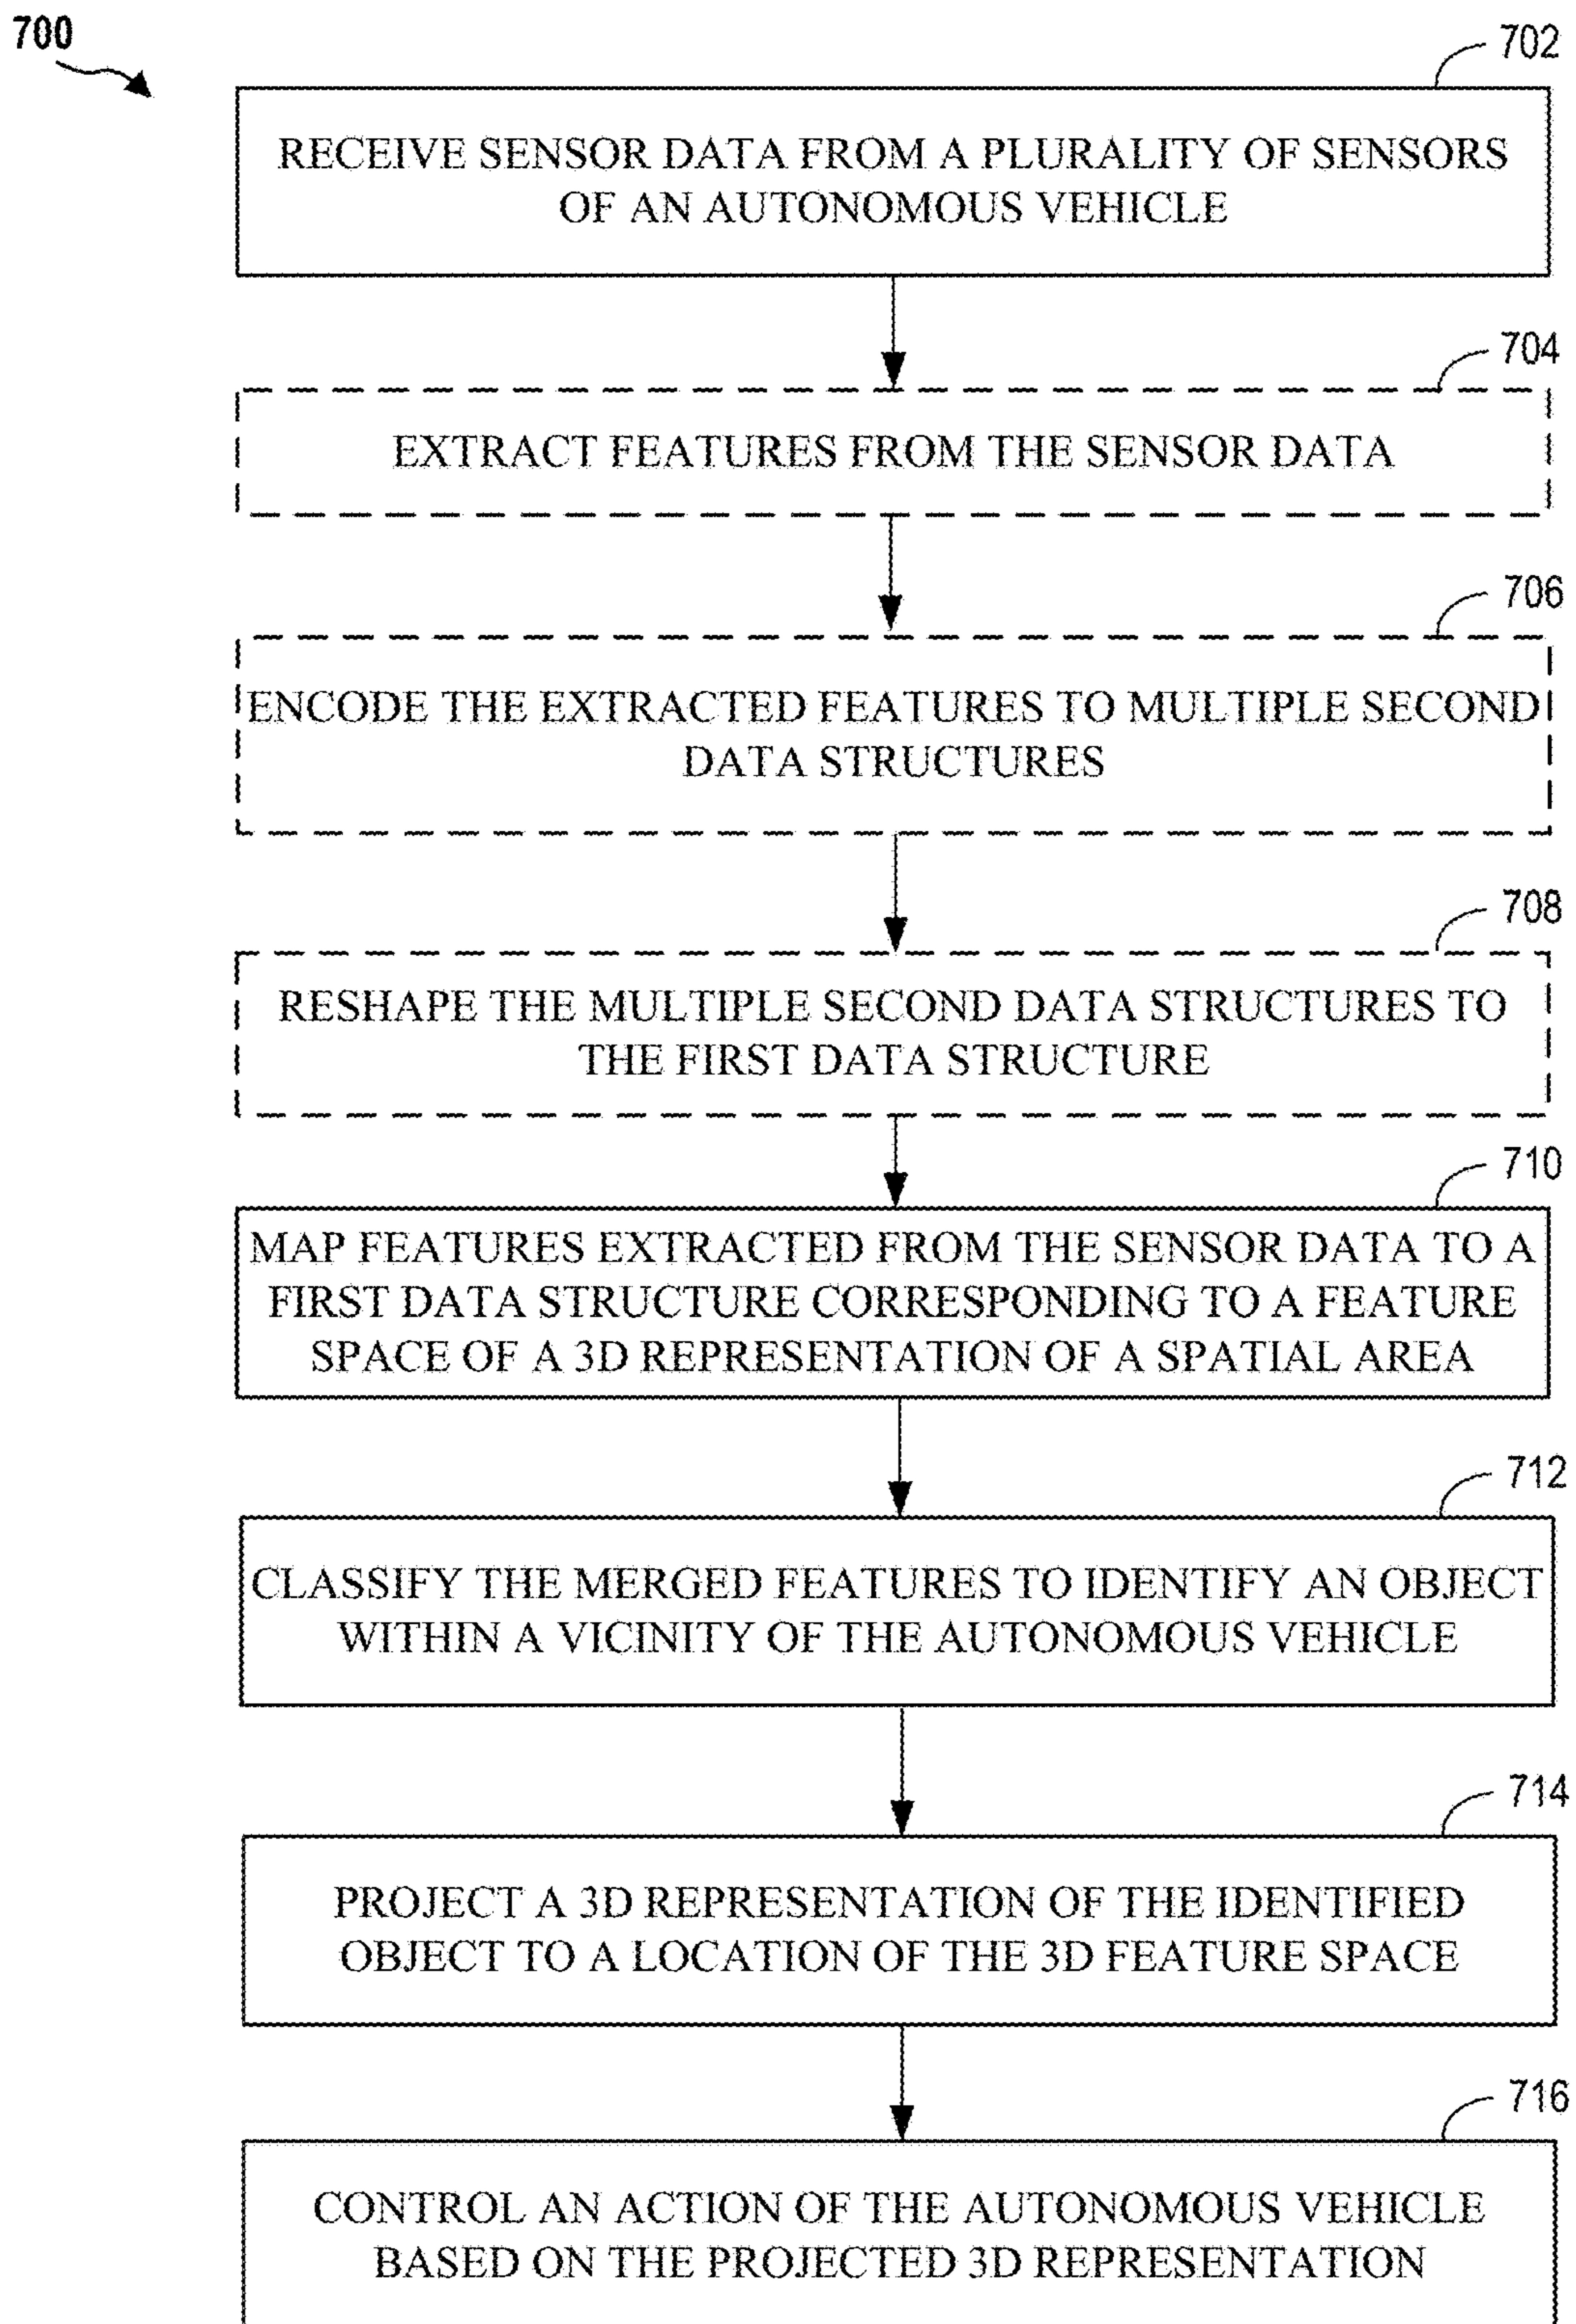 700
702
RECEIVE SENSOR DATA FROM A PLURALITY OF SENSORS
OF AN AUTONOMOUS VEHICLE
704
EXTRACT FEATURES FROM THE SENSOR DATA
706
ENCODE THE EXTRACTED FEATURES TO MULTIPLE SECOND
DATA STRUCTURES
708
RESHAPE THE MULTIPLE SECOND DATA STRUCTURES TO
THE FIRST DATA STRUCTURE
710
MAP FEATURES EXTRACTED FROM THE SENSOR DATA TO A
FIRST DATA STRUCTURE CORRESPONDING TO A FEATURE
SPACE OF A 3D REPRESENTATION OF A SPATIAL AREA
712
CLASSIFY THE MERGED FEATURES TO IDENTIFY AN OBJECT
WITHIN A VICINITY OF THE AUTONOMOUS VEHICLE
714
PROJECT A 3D REPRESENTATION OF THE IDENTIFIED
OBJECT TO A LOCATION OF THE 3D FEATURE SPACE
716
CONTROL AN ACTION OF THE AUTONOMOUS VEHICLE
BASED ON THE PROJECTED 3D REPRESENTATION